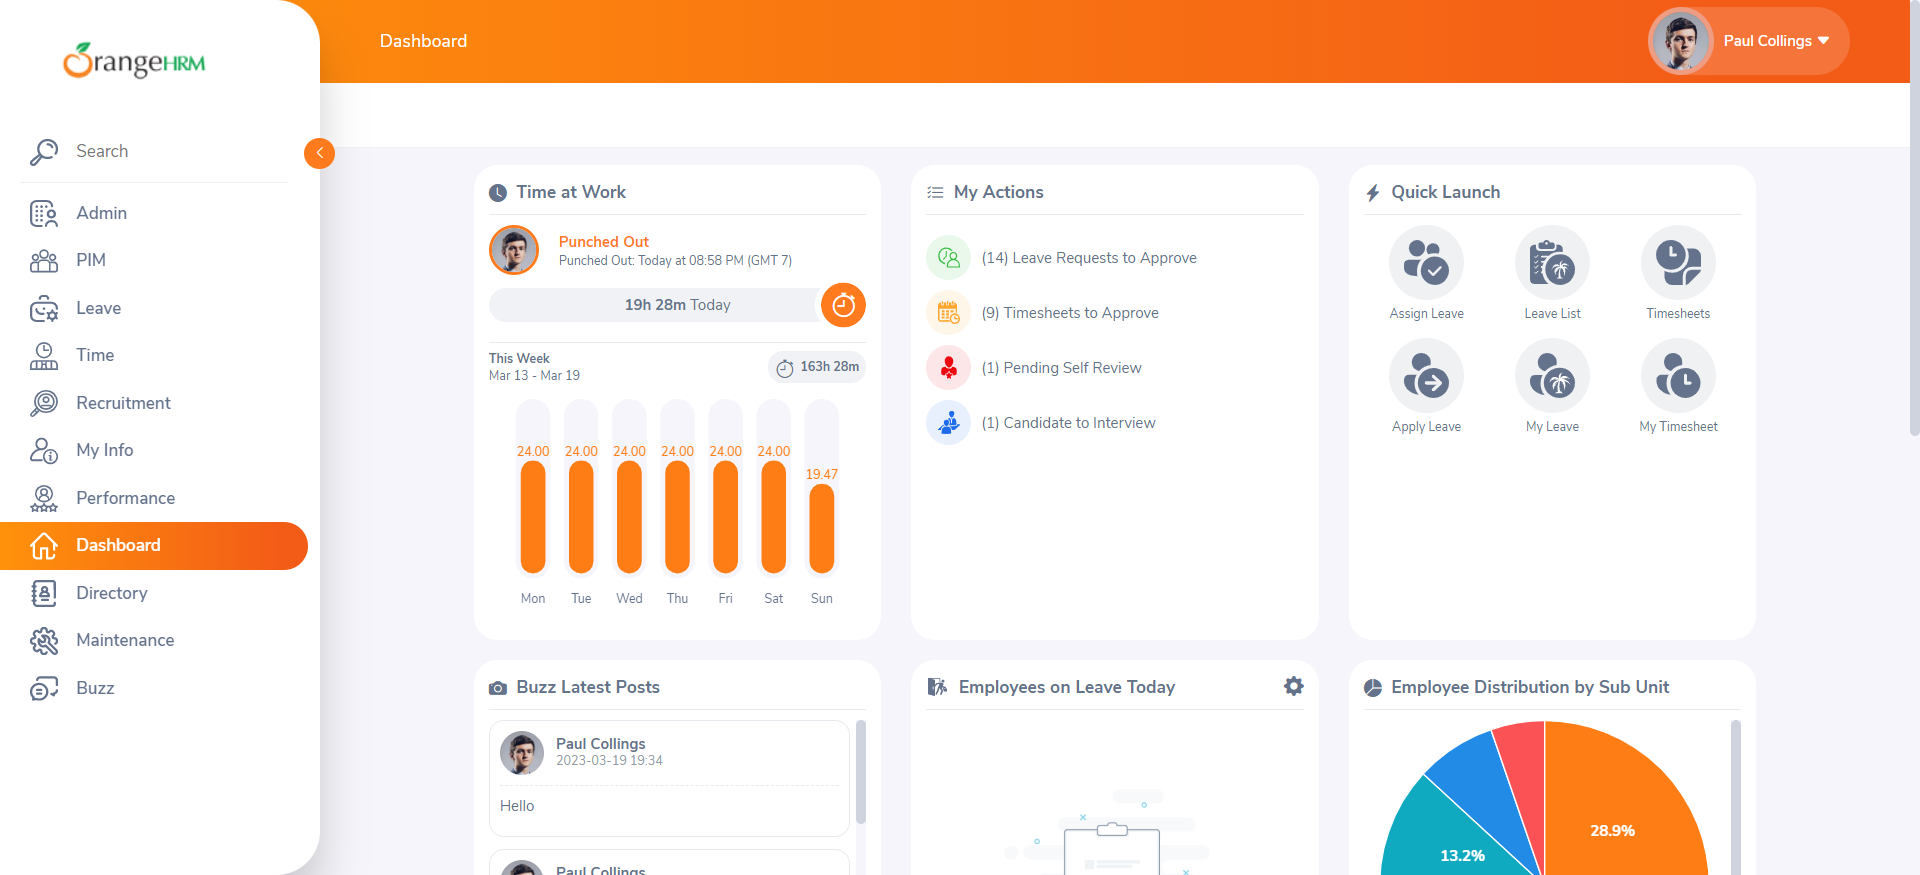 OrangeHRM
Dashboard
Paul Collings
Search
Admin
PIM
Leave
Time
Recruitment
My Info
Performance
Dashboard
Directory
Maintenance
Buzz
Time at Work
Punched Out
Punched Out: Today at 08:58 PM (GMT 7)
19h 28m Today
This Week
Mar 13 - Mar 19
163h 28m
24.00 24.00 24.00 24.00 24.00 24.00 19.47
Mon Tue Wed Thu Fri Sat Sun
My Actions
(14) Leave Requests to Approve
(9) Timesheets to Approve
(1) Pending Self Review
(1) Candidate to Interview
Quick Launch
Assign Leave Leave List Timesheets
Apply Leave My Leave My Timesheet
Buzz Latest Posts
Paul Collings
2023-03-19 19:34
Hello
Paul Collings
Employees on Leave Today
Employee Distribution by Sub Unit
28.9%
13.2%